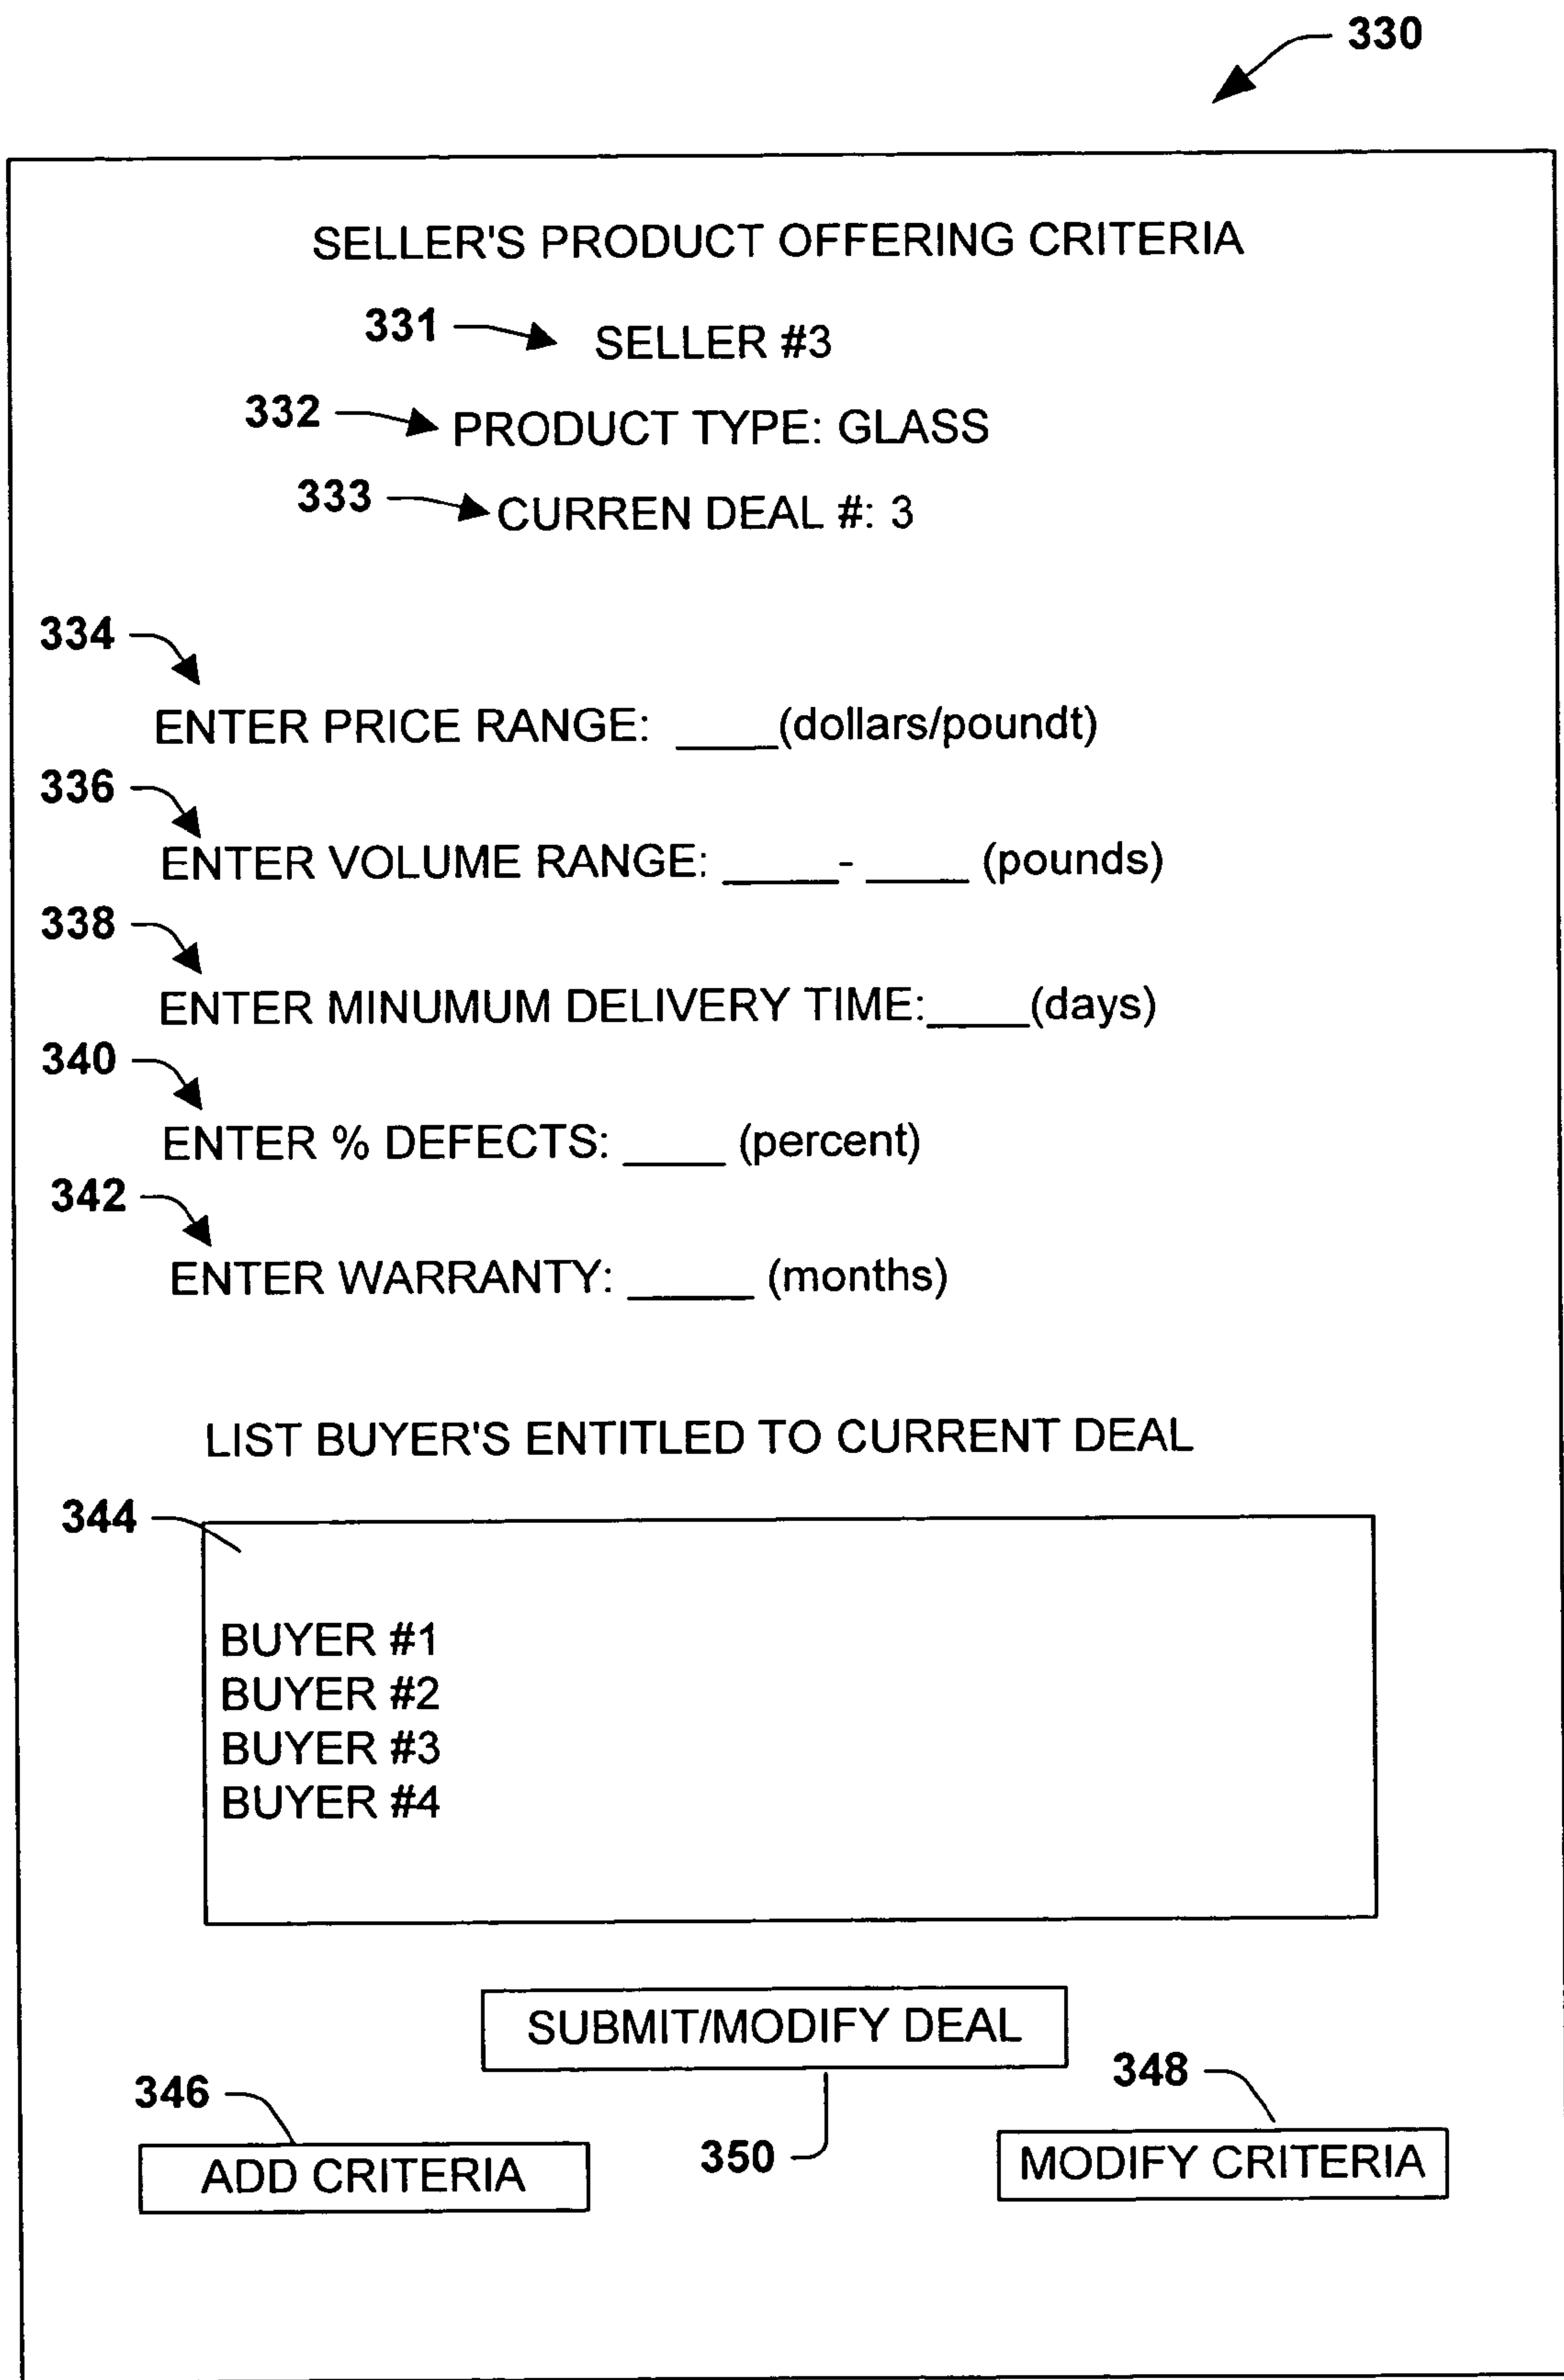 330
SELLER'S PRODUCT OFFERING CRITERIA
331 SELLER #3
332 PRODUCT TYPE: GLASS
333 CURREN DEAL #: 3
334
ENTER PRICE RANGE: ____(dollars/poundt)
336
ENTER VOLUME RANGE: ____- ____ (pounds)
338
ENTER MINUMUM DELIVERY TIME:____(days)
340
ENTER % DEFECTS: ____ (percent)
342
ENTER WARRANTY: _____ (months)
LIST BUYER'S ENTITLED TO CURRENT DEAL
344
BUYER #1
BUYER #2
BUYER #3
BUYER #4
SUBMIT/MODIFY DEAL
346
348
350
ADD CRITERIA
MODIFY CRITERIA